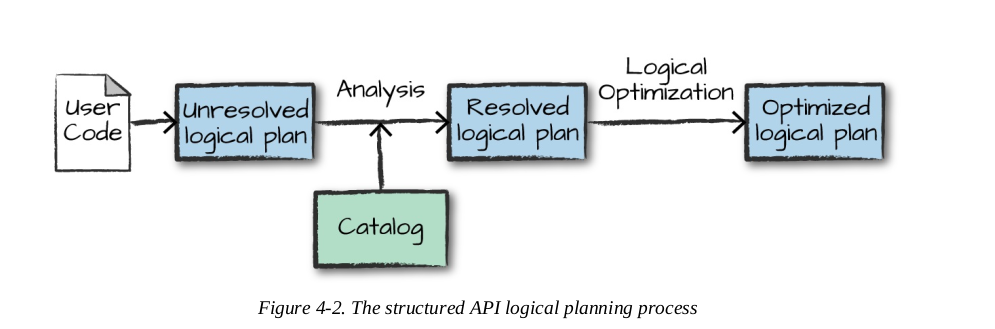 User
Code
Unresolved
logical plan
Analysis
Resolved
logical plan
Logical
Optimization
Optimized
logical plan
Catalog
Figure 4-2. The structured API logical planning process